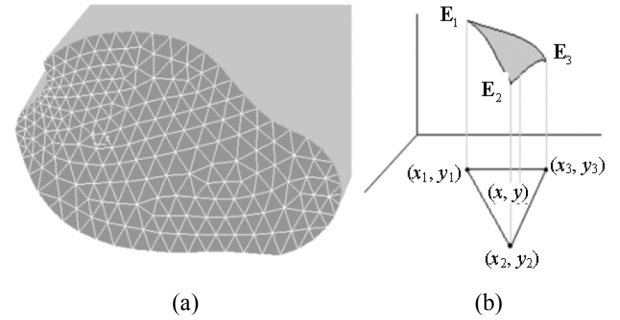 E1
E3
E2
(x1, y1)
(x3, y3)
(x, y)
(x2, y2)
(a)
(b)